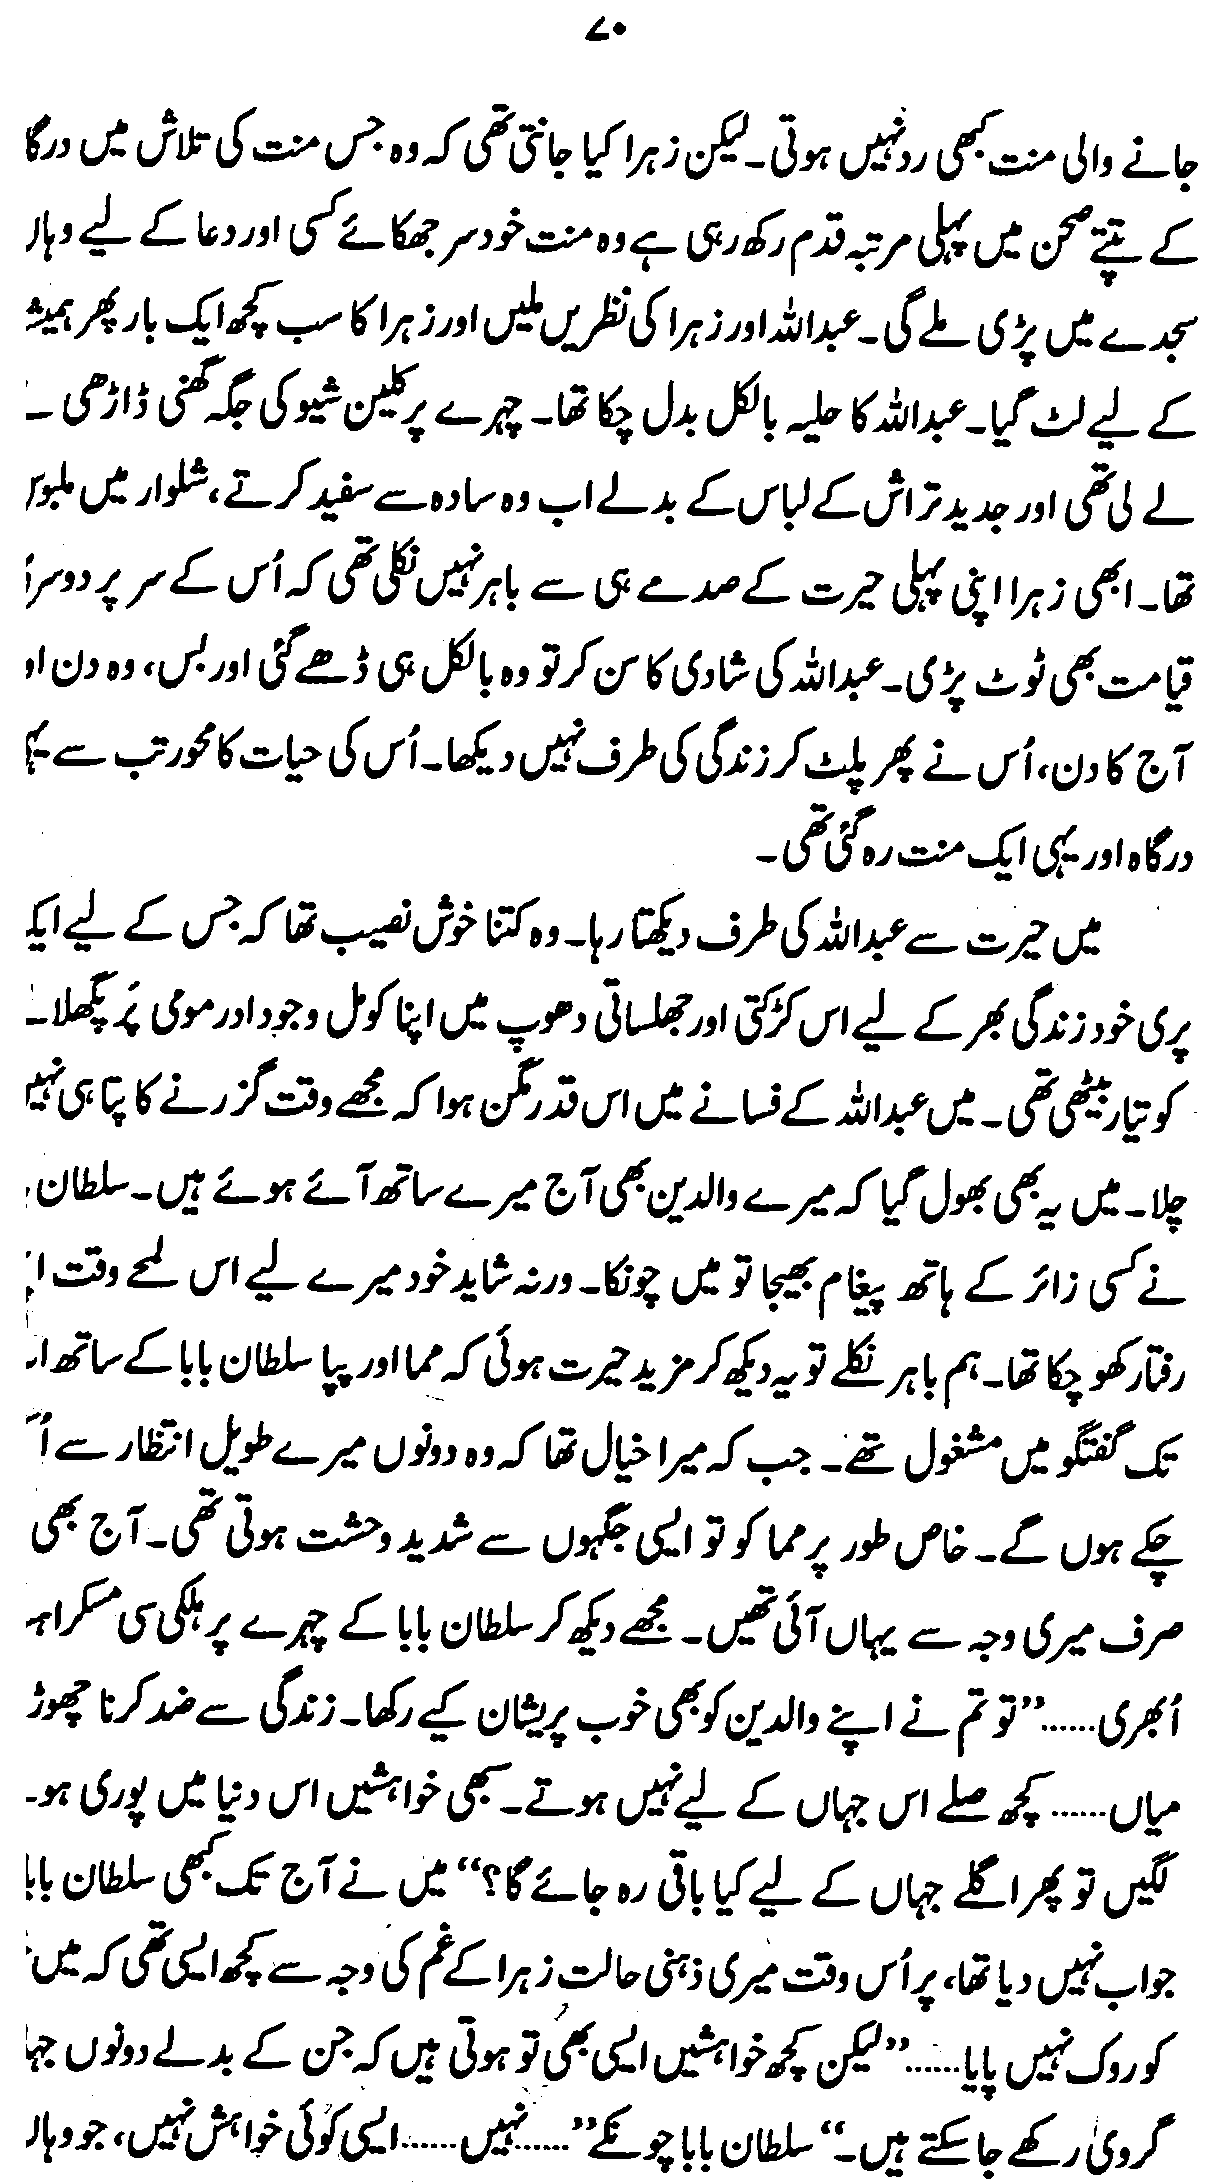 ۷۰
جانے والی منت کبھی رد نہیں ہوتی۔ لیکن زہرا کیا جانتی تھی کہ وہ جس منت کی تلاش میں درگا
کے تپتے صحن میں پہلی مرتبہ قدم رکھ رہی ہے وہ منت خود سر جھکائے کسی اور دعا کے لیے وہاں
سجدے میں پڑی ملے گی۔ عبداللہ اور زہرا کی نظریں ملیں اور زہرا کا سب کچھ ایک بار پھر ہمیشہ
کے لیے لٹ گیا۔ عبداللہ کا حلیہ بالکل بدل چکا تھا۔ چہرے پر کلین شیو کی جگہ گھنی ڈاڑھی
لے لی تھی اور جدید تراش کے لباس کے بدلے اب وہ سادہ سے سفید کرتے، شلوار میں ملبوس
تھا۔ ابھی زہرا اپنی پہلی حیرت کے صدمے ہی سے باہر نہیں نکلی تھی کہ اُس کے سر پر دوسری
قیامت بھی ٹوٹ پڑی۔ عبداللہ کی شادی کا سن کر تو وہ بالکل ہی ڈھے گئی اور بس، وہ دن او
آج کا دن، اُس نے پھر پلٹ کر زندگی کی طرف نہیں دیکھا۔ اُس کی حیات کا محور تب سے یہی
درگاہ اور یہی ایک منت رہ گئی تھی۔
میں حیرت سے عبداللہ کی طرف دیکھتا رہا۔ وہ کتنا خوش نصیب تھا کہ جس کے لیے ایک
پری خود زندگی بھر کے لیے اس کڑکتی اور جھلساتی دھوپ میں اپنا کومل وجود اور مومی پَر پگھلا
کو تیار بیٹھی تھی۔ میں عبداللہ کے فسانے میں اس قدر مگن ہوا کہ مجھے وقت گزرنے کا پتا ہی نہیں
چلا۔ میں یہ بھی بھول گیا کہ میرے والدین بھی آج میرے ساتھ آئے ہوئے ہیں۔ سلطان
نے کسی زائر کے ہاتھ پیغام بھیجا تو میں چونکا۔ ورنہ شاید خود میرے لیے اس لمحے وقت
رفتار کھو چکا تھا۔ ہم باہر نکلے تو یہ دیکھ کر مزید حیرت ہوئی کہ مما اور پپا سلطان بابا کے ساتھ
تک گفتگو میں مشغول تھے۔ جب کہ میرا خیال تھا کہ وہ دونوں میرے طویل انتظار سے
چکے ہوں گے۔ خاص طور پر مما کو تو ایسی جگہوں سے شدید وحشت ہوتی تھی۔ آج بھی
صرف میری وجہ سے یہاں آئی تھیں۔ مجھے دیکھ کر سلطان بابا کے چہرے پر ہلکی سی مسکراہ
اُبھری......”تو تم نے اپنے والدین کو بھی خوب پریشان کیے رکھا۔ زندگی سے ضد کرنا چھوڑ
میاں...... کچھ صلے اس جہاں کے لیے نہیں ہوتے۔ سبھی خواہشیں اس دنیا میں پوری ہو۔
لگیں تو پھر اگلے جہاں کے لیے کیا باقی رہ جائے گا؟“ میں نے آج تک کبھی سلطان بابا
جواب نہیں دیا تھا، پر اُس وقت میری ذہنی حالت زہرا کے غم کی وجہ سے کچھ ایسی تھی کہ میں
کو روک نہیں پایا......”لیکن کچھ خواہشیں ایسی بھی تو ہوتی ہیں کہ جن کے بدلے دونوں جہا
گروی رکھے جا سکتے ہیں۔“ سلطان بابا چونکے”......نہیں......ایسی کوئی خواہش نہیں، جو وہاں